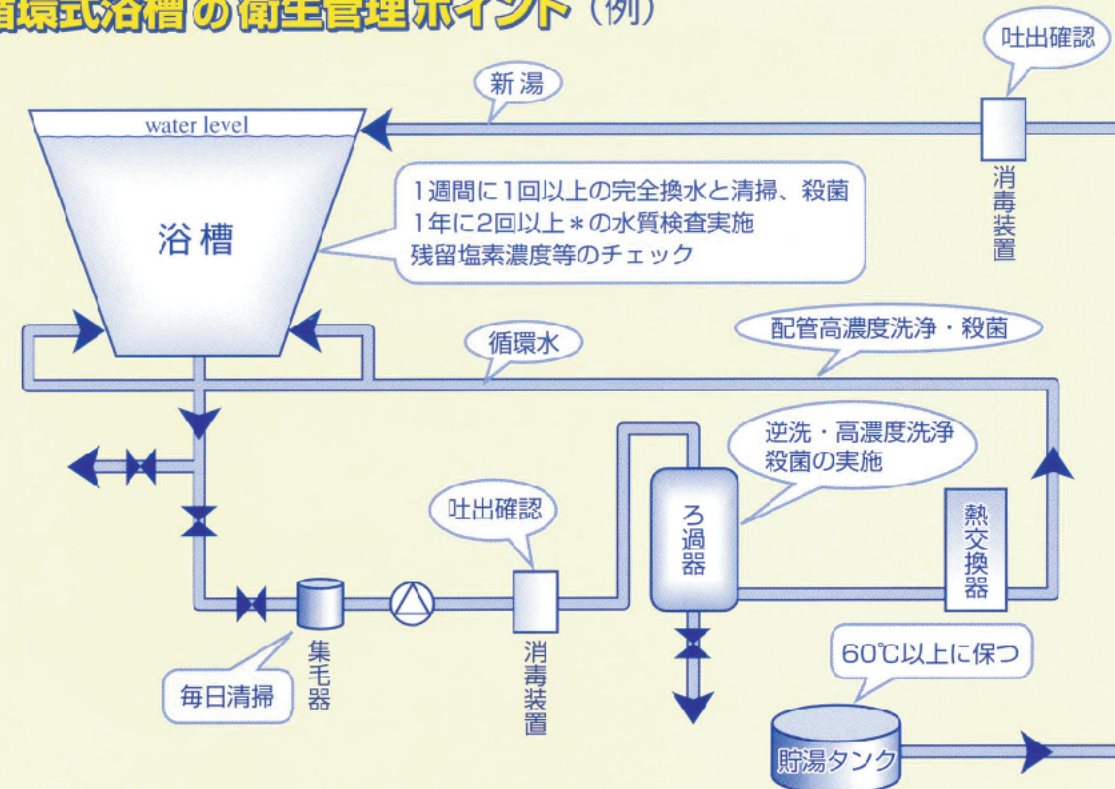 循環式浴槽の衛生管理ポイント（例）
吐出確認
新湯
water level
消毒装置
1週間に1回以上の完全換水と清掃、殺菌
1年に2回以上＊の水質検査実施
残留塩素濃度等のチェック
浴槽
配管高濃度洗浄・殺菌
循環水
逆洗・高濃度洗浄
殺菌の実施
吐出確認
ろ過器
熱交換器
集毛器
消毒装置
60℃以上に保つ
毎日清掃
貯湯タンク